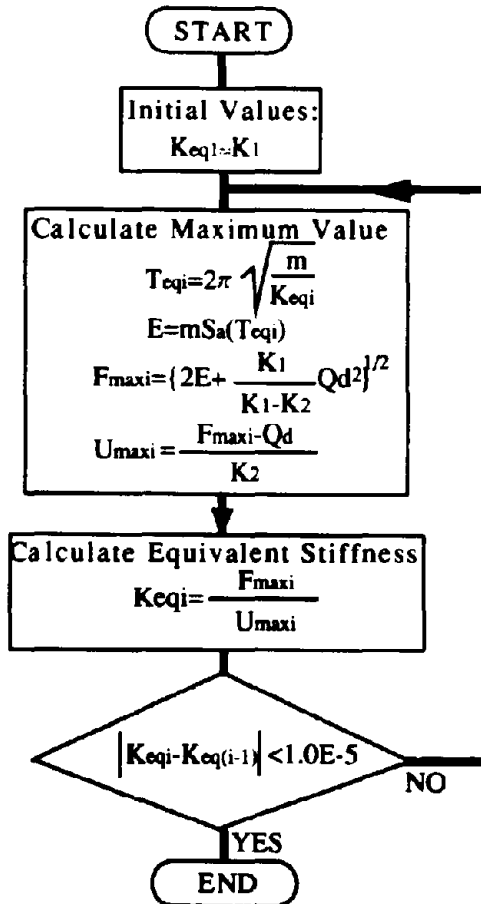 START
Initial Values:
Keq1≈K1
Calculate Maximum Value
Teqi=2π √(m/Keqi)
E=mSa(Teqi)
Fmaxi={2E+ K1/(K1-K2) Qd²}^1/2
Umaxi=(Fmaxi-Qd)/K2
Calculate Equivalent Stiffness
Keqi=Fmaxi/Umaxi
|Keqi-Keq(i-1)|<1.0E-5
NO
YES
END